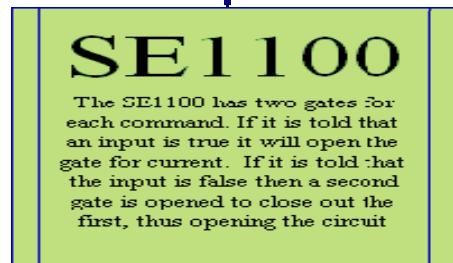 SE1100
The SE1100 has two gates for
each command. If it is told that
an input is true it will open the
gate for current. If it is told that
the input is false then a second
gate is opened to close out the
first, thus opening the circuit